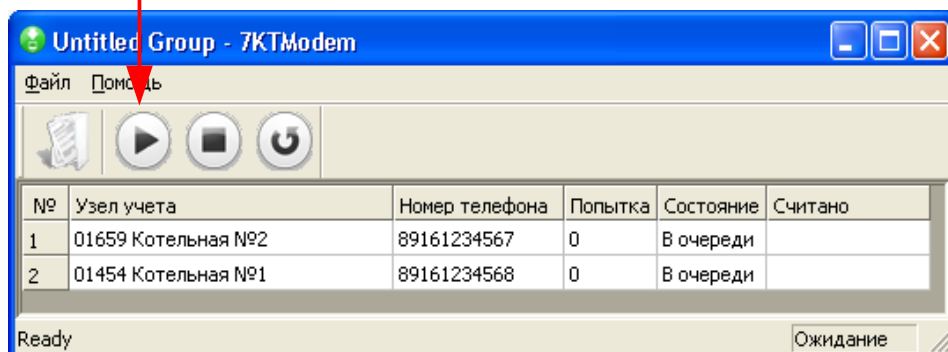 Untitled Group - 7KTModem
Файл Помощь
№ Узел учета Номер телефона Попытка Состояние Считано
1 01659 Котельная №2 89161234567 0 В очереди
2 01454 Котельная №1 89161234568 0 В очереди
Ready Ожидание